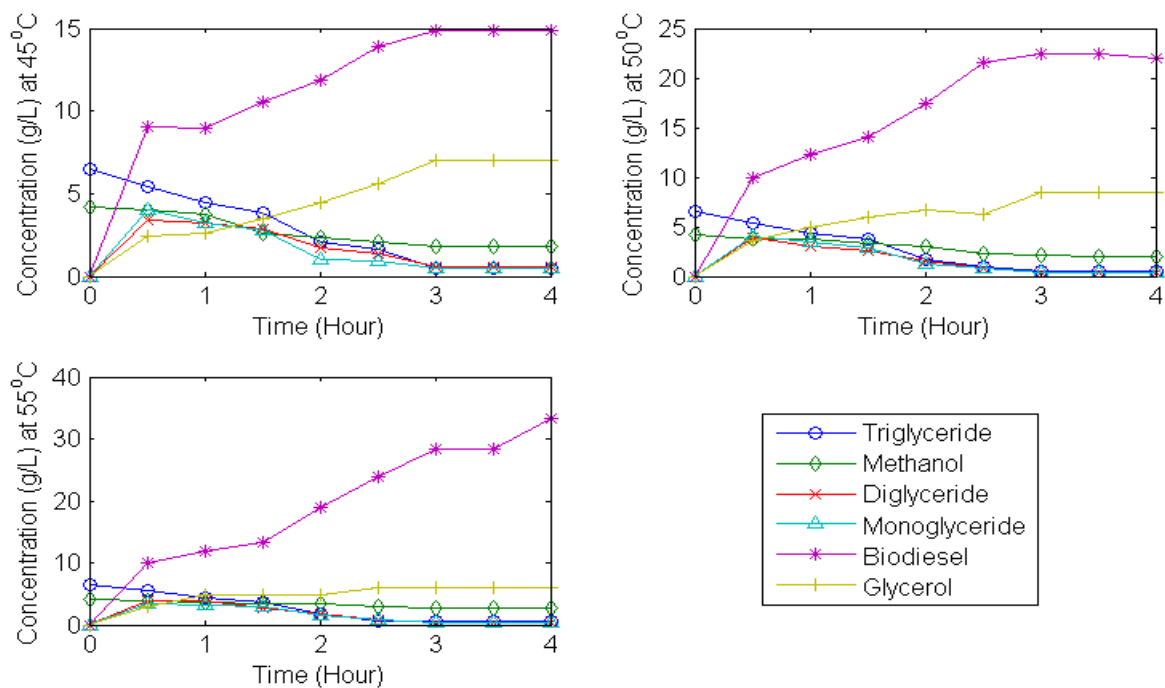 Concentration (g/L) at 45°C
15
10
5
0
0 1 2 3 4
Time (Hour)
Concentration (g/L) at 50°C
25
20
15
10
5
0
0 1 2 3 4
Time (Hour)
Concentration (g/L) at 55°C
40
30
20
10
0
0 1 2 3 4
Time (Hour)
Triglyceride
Methanol
Diglyceride
Monoglyceride
Biodiesel
Glycerol